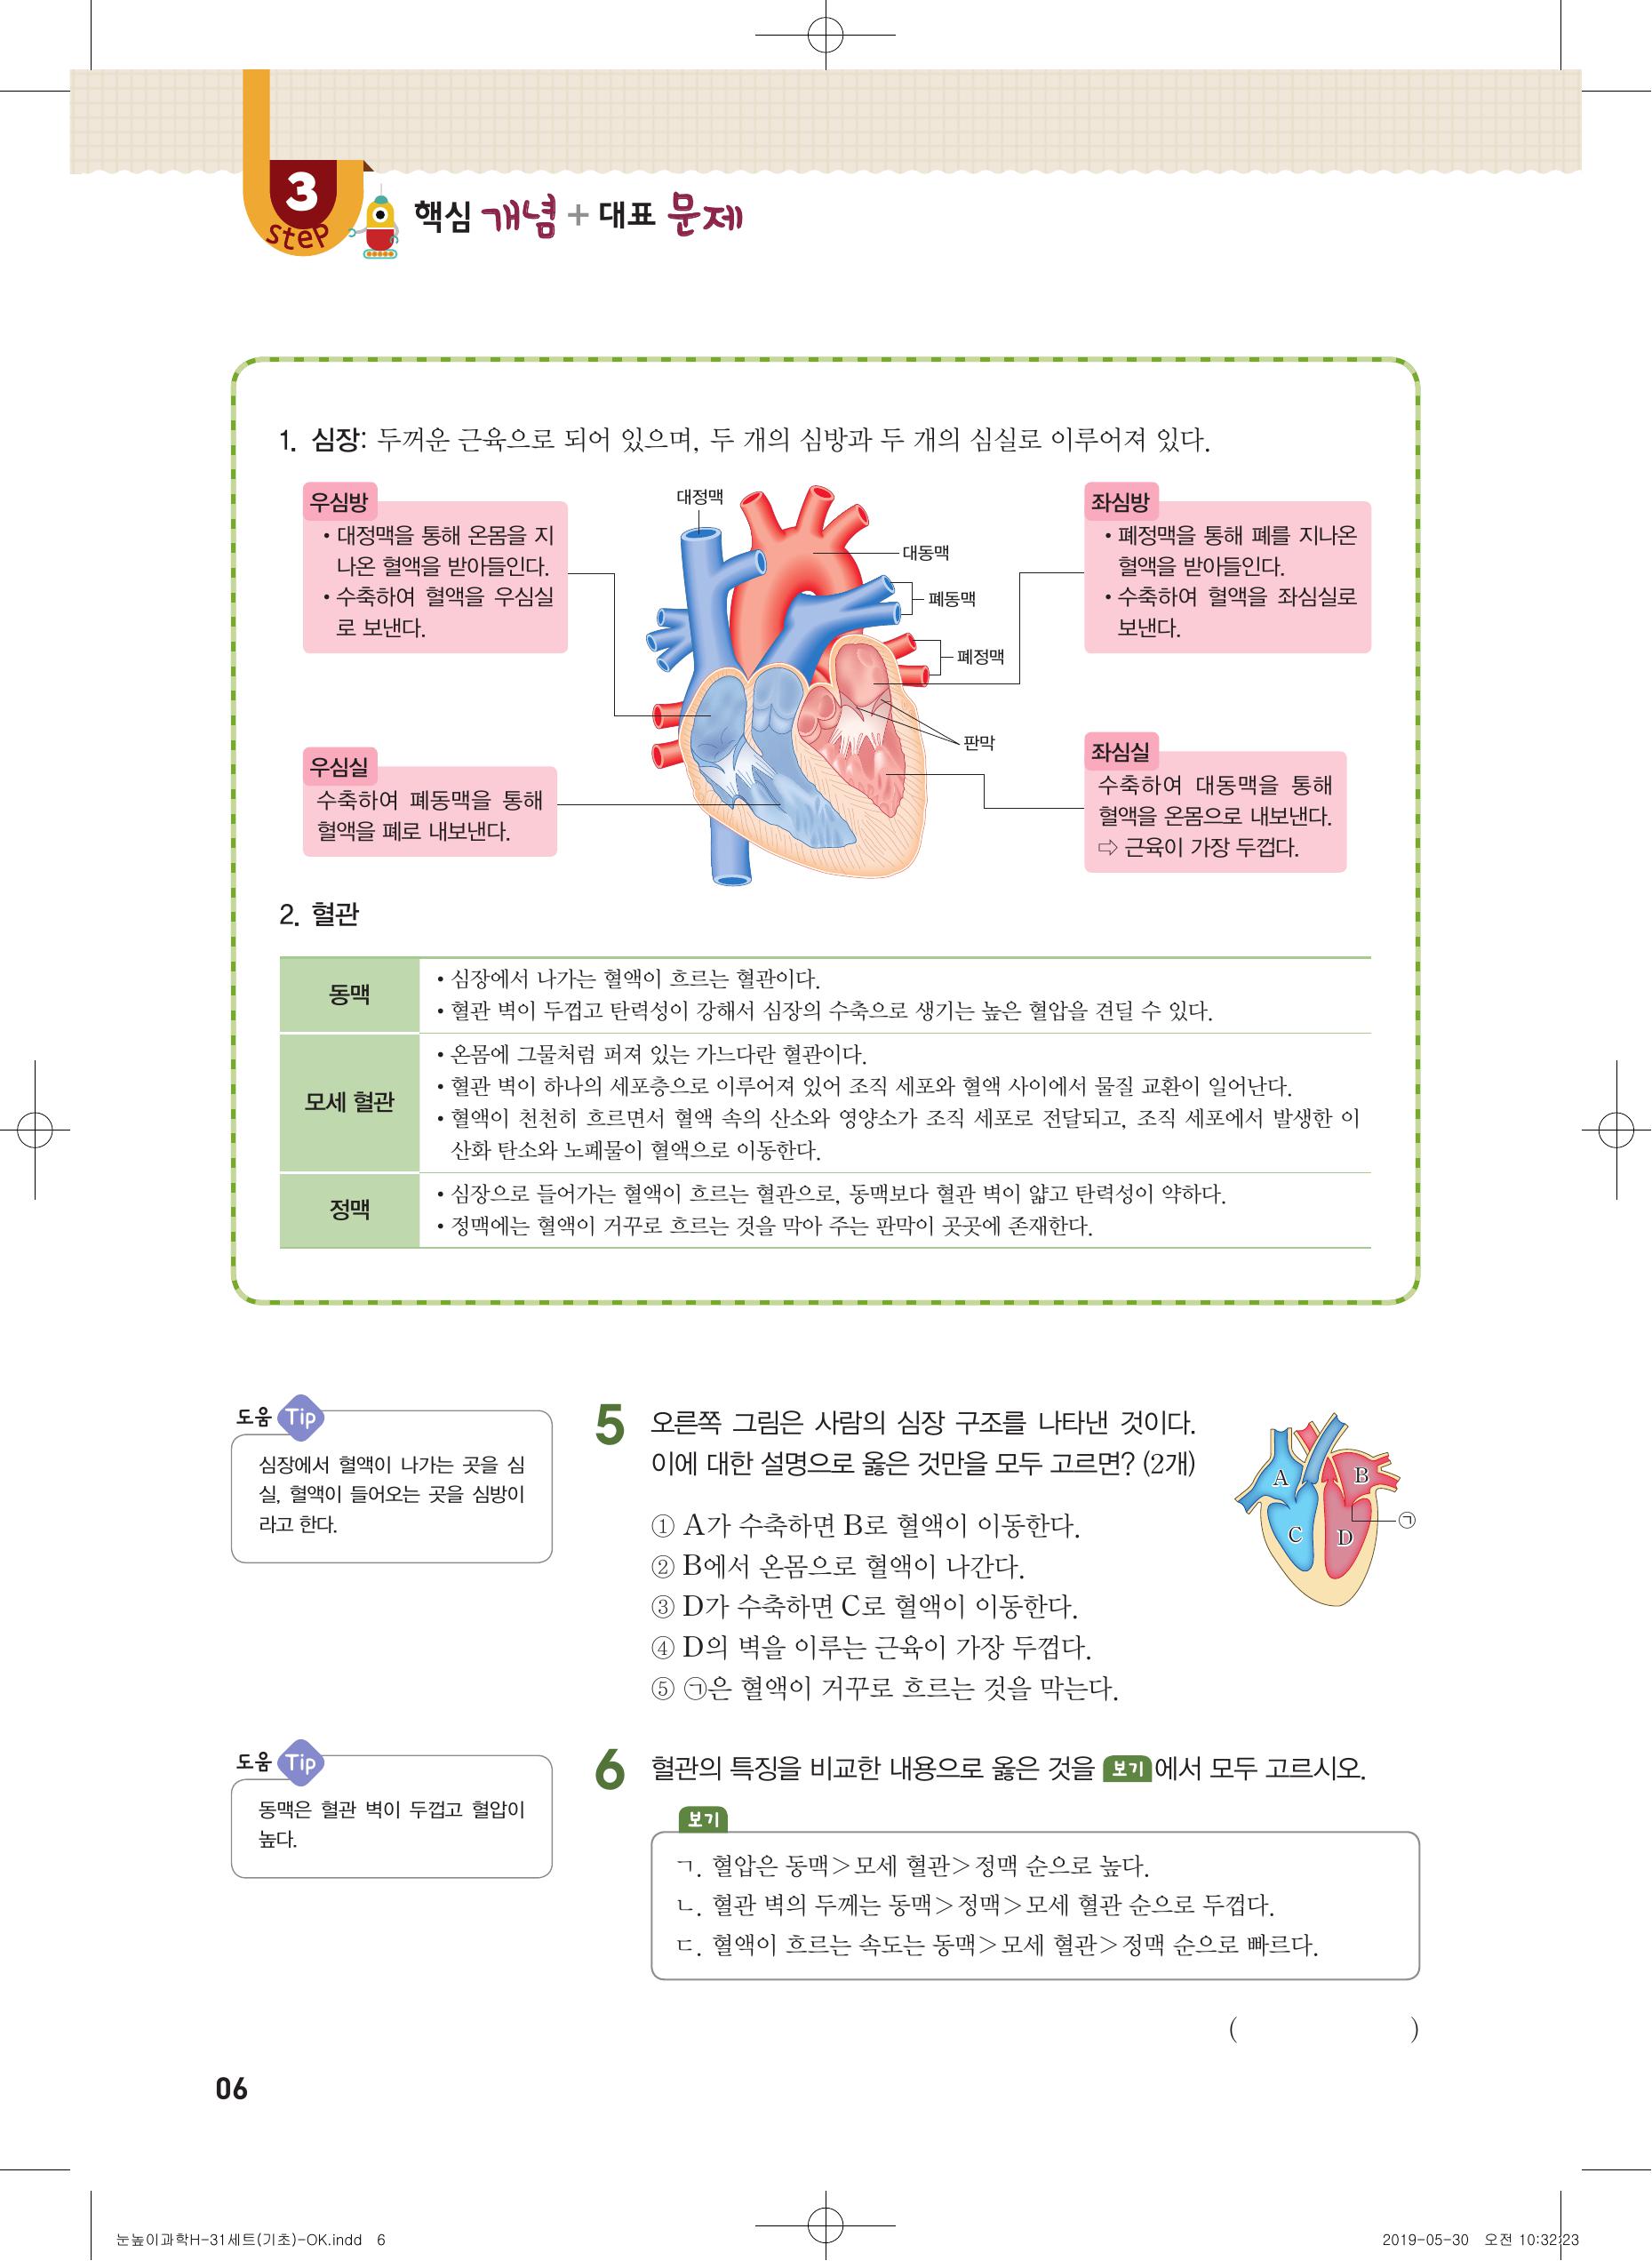 3
steP
핵심 개념 + 대표 문제
1. 심장: 두꺼운 근육으로 되어 있으며, 두 개의 심방과 두 개의 심실로 이루어져 있다.
우심방
• 대정맥을 통해 온몸을 지
나온 혈액을 받아들인다.
• 수축하여 혈액을 우심실
로 보낸다.
우심실
수축하여 폐동맥을 통해
혈액을 폐로 내보낸다.
대정맥
대동맥
폐동맥
폐정맥
판막
좌심방
• 폐정맥을 통해 폐를 지나온
혈액을 받아들인다.
• 수축하여 혈액을 좌심실로
보낸다.
좌심실
수축하여 대동맥을 통해
혈액을 온몸으로 내보낸다.
⇨ 근육이 가장 두껍다.
2. 혈관
동맥
• 심장에서 나가는 혈액이 흐르는 혈관이다.
• 혈관 벽이 두껍고 탄력성이 강해서 심장의 수축으로 생기는 높은 혈압을 견딜 수 있다.
모세 혈관
• 온몸에 그물처럼 퍼져 있는 가느다란 혈관이다.
• 혈관 벽이 하나의 세포층으로 이루어져 있어 조직 세포와 혈액 사이에서 물질 교환이 일어난다.
• 혈액이 천천히 흐르면서 혈액 속의 산소와 영양소가 조직 세포로 전달되고, 조직 세포에서 발생한 이
산화 탄소와 노폐물이 혈액으로 이동한다.
정맥
• 심장으로 들어가는 혈액이 흐르는 혈관으로, 동맥보다 혈관 벽이 얇고 탄력성이 약하다.
• 정맥에는 혈액이 거꾸로 흐르는 것을 막아 주는 판막이 곳곳에 존재한다.
도움 Tip
심장에서 혈액이 나가는 곳을 심
실, 혈액이 들어오는 곳을 심방이
라고 한다.
5 오른쪽 그림은 사람의 심장 구조를 나타낸 것이다.
이에 대한 설명으로 옳은 것만을 모두 고르면? (2개)
① A가 수축하면 B로 혈액이 이동한다.
② B에서 온몸으로 혈액이 나간다.
③ D가 수축하면 C로 혈액이 이동한다.
④ D의 벽을 이루는 근육이 가장 두껍다.
⑤ ㉠은 혈액이 거꾸로 흐르는 것을 막는다.
A
B
C
D
㉠
도움 Tip
동맥은 혈관 벽이 두껍고 혈압이
높다.
6 혈관의 특징을 비교한 내용으로 옳은 것을 보기에서 모두 고르시오.
보기
ㄱ. 혈압은 동맥>모세 혈관>정맥 순으로 높다.
ㄴ. 혈관 벽의 두께는 동맥>정맥>모세 혈관 순으로 두껍다.
ㄷ. 혈액이 흐르는 속도는 동맥>모세 혈관>정맥 순으로 빠르다.
( )
06
눈높이과학H-31세트(기초)-OK.indd 6
2019-05-30 오전 10:32:23